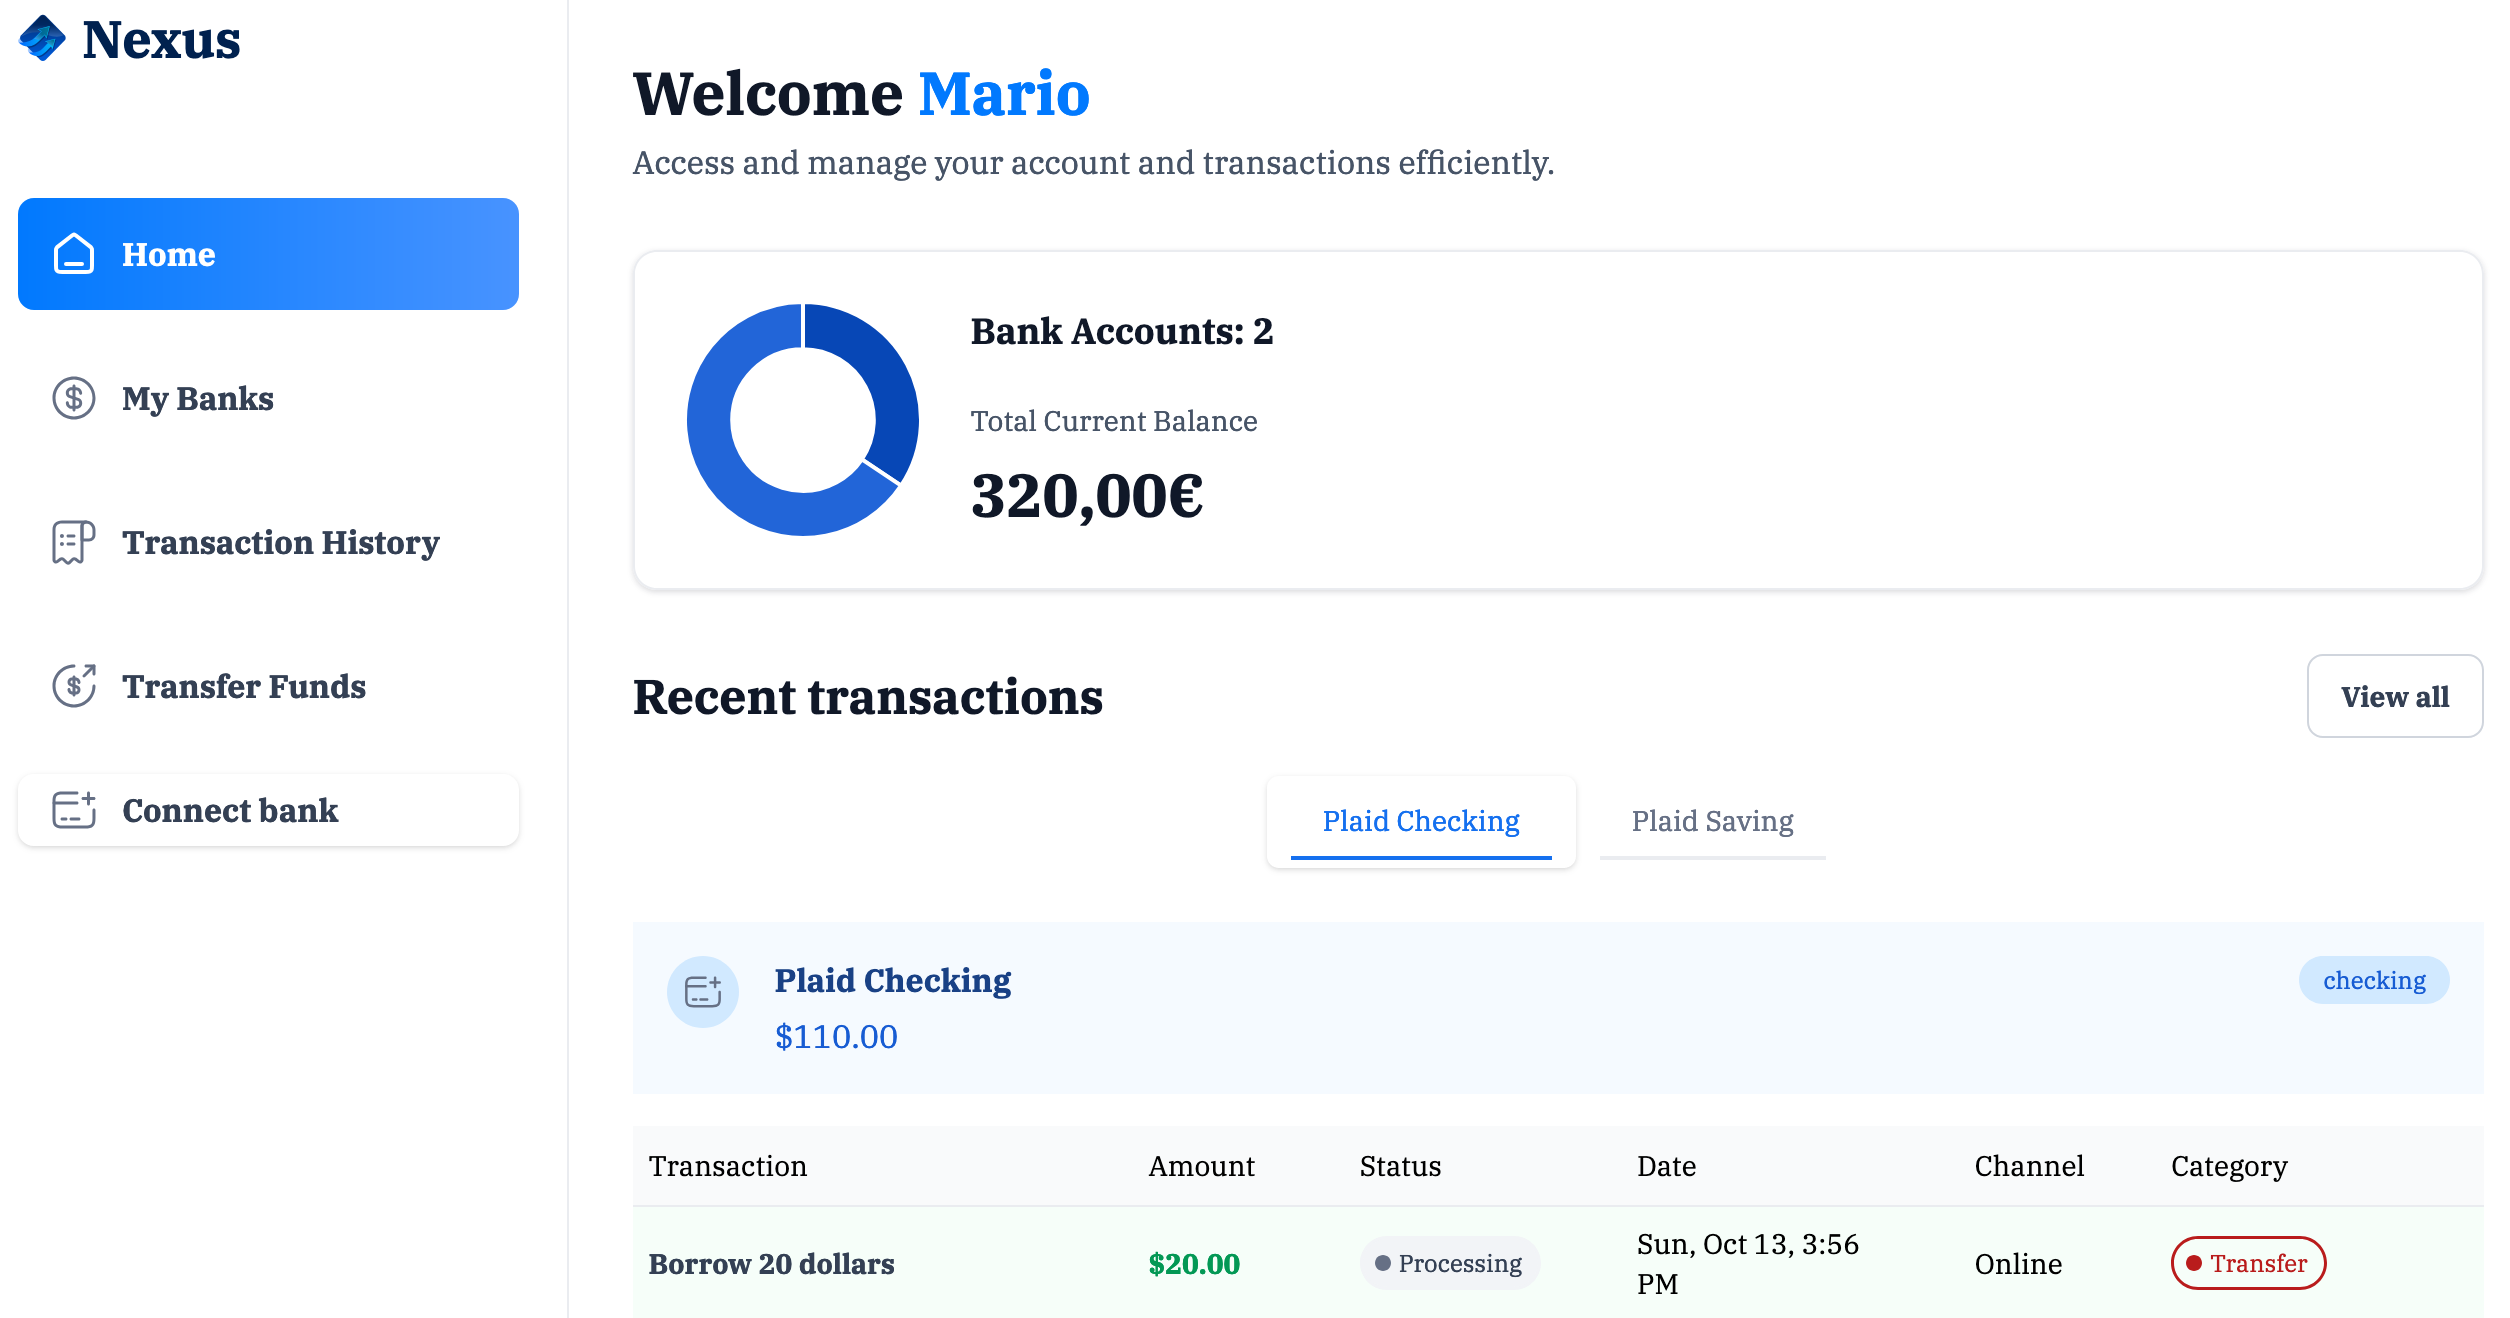 Nexus
Home
My Banks
Transaction History
Transfer Funds
Connect bank
Welcome Mario
Access and manage your account and transactions efficiently.
Bank Accounts: 2
Total Current Balance
320,00€
Recent transactions
View all
Plaid Checking
Plaid Saving
Plaid Checking
checking
$110.00
Transaction Amount Status Date Channel Category
Borrow 20 dollars $20.00 Processing Sun, Oct 13, 3:56 Online Transfer
PM